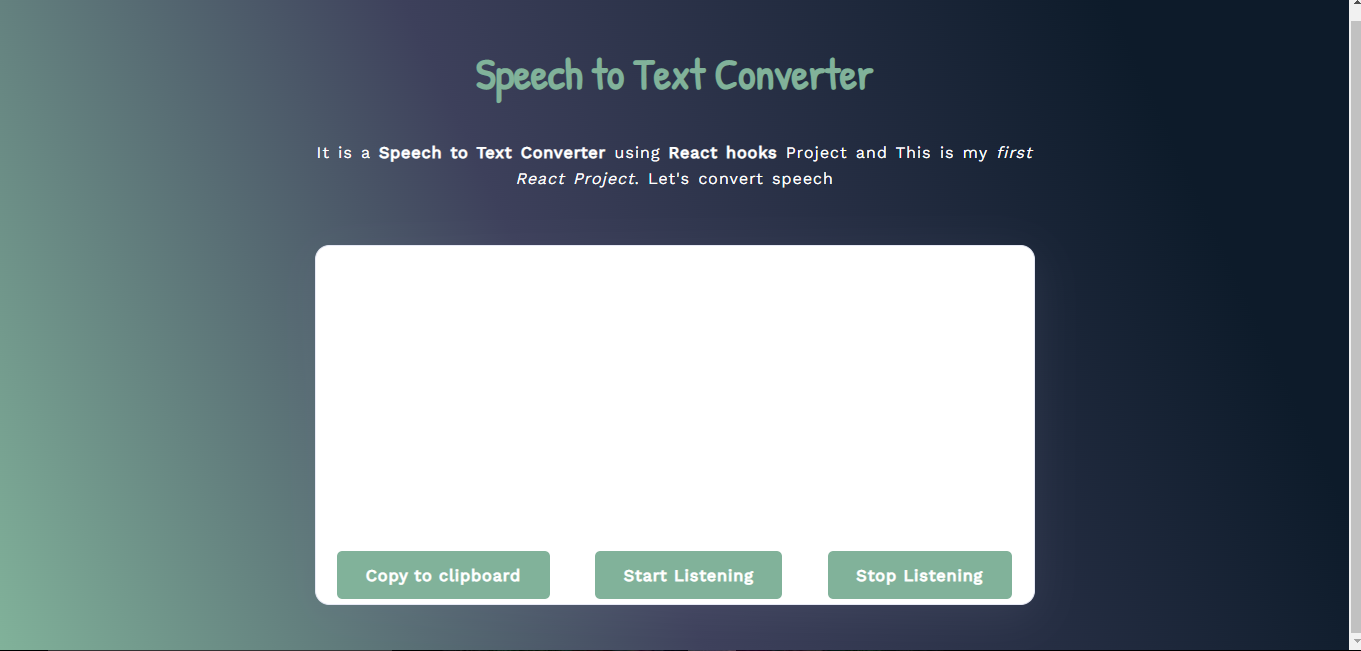 Speech to Text Converter
It is a Speech to Text Converter using React hooks Project and This is my first
React Project. Let's convert speech
Copy to clipboard
Start Listening
Stop Listening